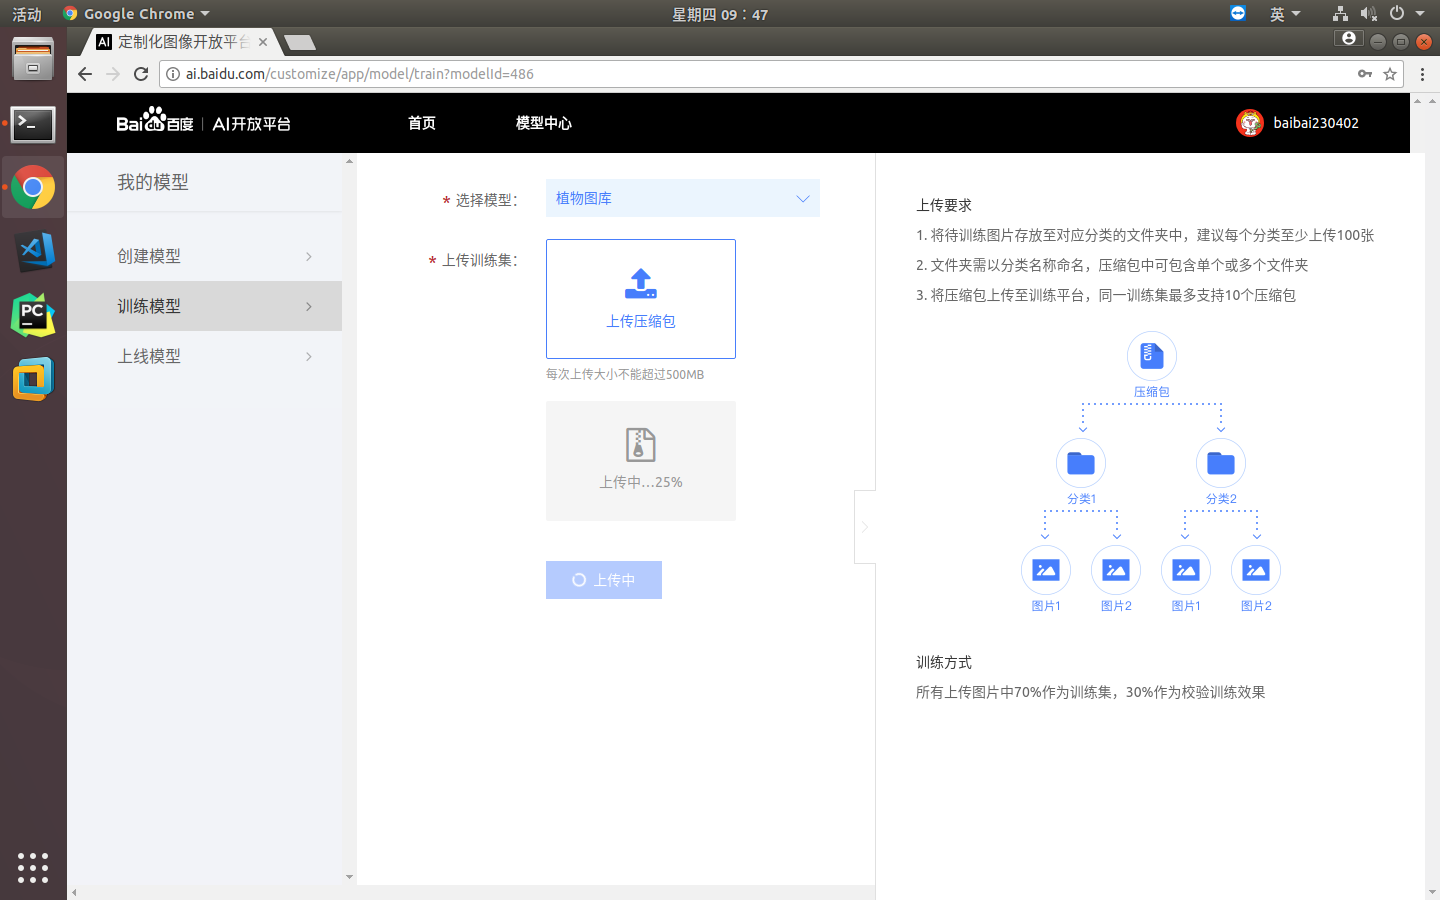 活动
Google Chrome
星期四 09：47
英
AI 定制化图像开放平台
ai.baidu.com/customize/app/model/train?modelId=486
Bai du 百度 | AI开放平台
首页
模型中心
baibai230402
我的模型
创建模型
训练模型
上线模型
* 选择模型：
植物图库
* 上传训练集：
上传压缩包
每次上传大小不能超过500MB
上传中...25%
上传中
上传要求
1. 将待训练图片存放至对应分类的文件夹中，建议每个分类至少上传100张
2. 文件夹需以分类名称命名，压缩包中可包含单个或多个文件夹
3. 将压缩包上传至训练平台，同一训练集最多支持10个压缩包
压缩包
分类1
分类2
图片1
图片2
图片1
图片2
训练方式
所有上传图片中70%作为训练集，30%作为校验训练效果
PC